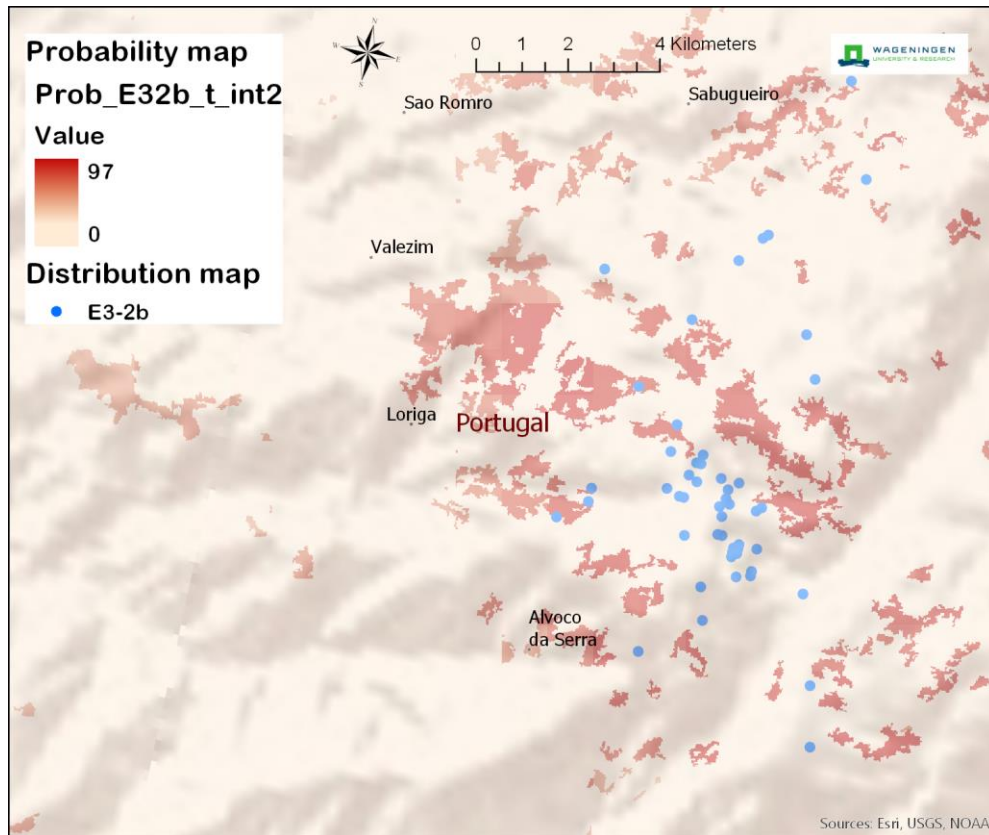 Probability map
Prob_E32b_t_int2
Value
97
0
Distribution map
E3-2b
N
W
E
S
0 1 2 4 Kilometers
WAGENINGEN
UNIVERSITY & RESEARCH
Sao Romro
Sabugueiro
Valezim
Loriga
Portugal
Alvoco
da Serra
Sources: Esri, USGS, NOAA